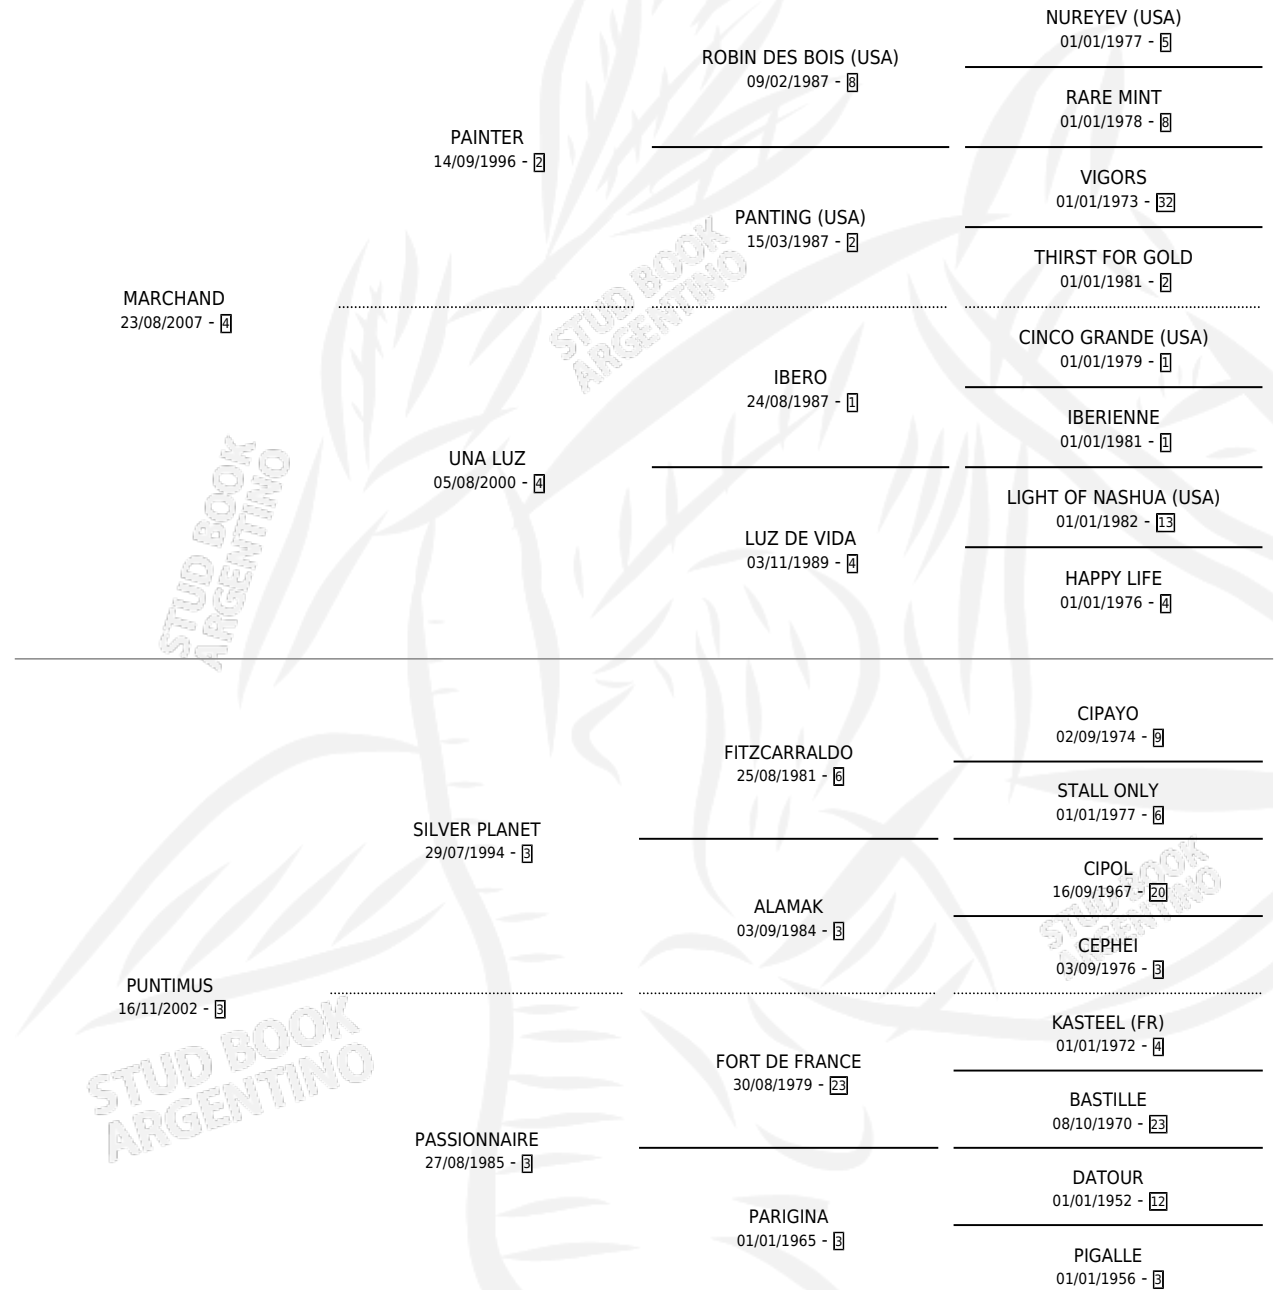 NUREYEV (USA)
01/01/1977 - 5
ROBIN DES BOIS (USA)
09/02/1987 - 8
RARE MINT
01/01/1978 - 8
PAINTER
14/09/1996 - 2
VIGORS
01/01/1973 - 32
PANTING (USA)
15/03/1987 - 2
THIRST FOR GOLD
01/01/1981 - 2
MARCHAND
23/08/2007 - 4
CINCO GRANDE (USA)
01/01/1979 - 1
IBERO
24/08/1987 - 1
IBERIENNE
01/01/1981 - 1
UNA LUZ
05/08/2000 - 4
LIGHT OF NASHUA (USA)
01/01/1982 - 13
LUZ DE VIDA
03/11/1989 - 4
HAPPY LIFE
01/01/1976 - 4
CIPAYO
02/09/1974 - 9
FITZCARRALDO
25/08/1981 - 6
STALL ONLY
01/01/1977 - 6
SILVER PLANET
29/07/1994 - 3
CIPOL
16/09/1967 - 20
ALAMAK
03/09/1984 - 3
CEPHEI
03/09/1976 - 3
PUNTIMUS
16/11/2002 - 3
KASTEEL (FR)
01/01/1972 - 4
FORT DE FRANCE
30/08/1979 - 23
BASTILLE
08/10/1970 - 23
PASSIONNAIRE
27/08/1985 - 3
DATOUR
01/01/1952 - 12
PARIGINA
01/01/1965 - 3
PIGALLE
01/01/1956 - 3
STUD BOOK
ARGENTINO
STUD BOOK
ARGENTINO
STUD BOOK
ARGENTINO
STUD BOOK
ARGENTINO